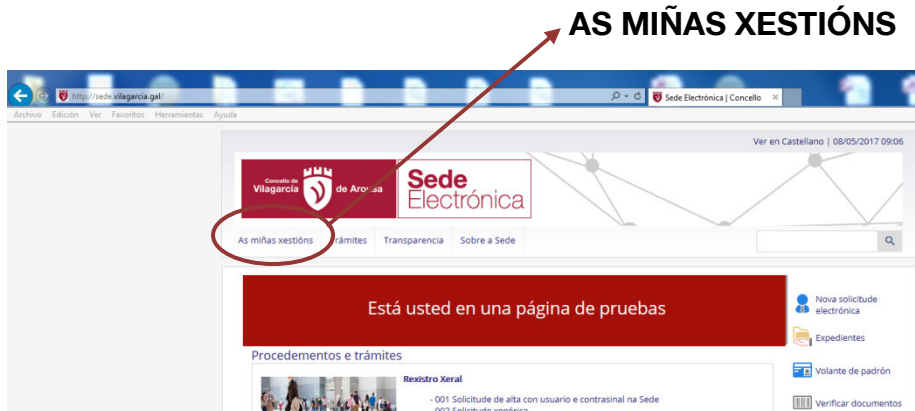 AS MIÑAS XESTIÓNS
http://sede.vilagarcia.gal/
Sede Electrónica | Concello
Archivo Edición Ver Favoritos Herramientas Ayuda
Ver en Castellano | 08/05/2017 09:06
Concello de
Vilagarcía de Arousa
Sede
Electrónica
As miñas xestións Trámites Transparencia Sobre a Sede
Está usted en una página de pruebas
Nova solicitude
electrónica
Expedientes
Volante de padrón
Verificar documentos
Procedementos e trámites
Rexistro Xeral
- 001 Solicitude de alta con usuario e contrasinal na Sede
- 002 Solicitude xenérica